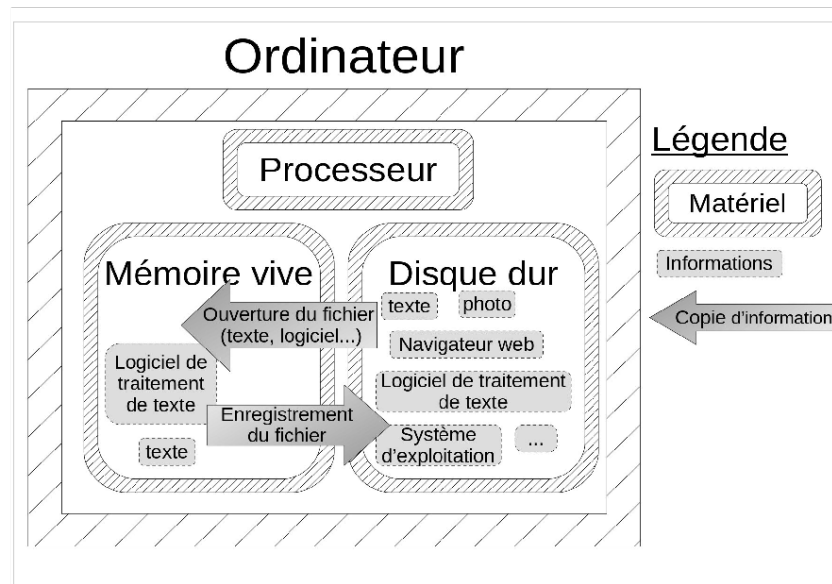 Ordinateur
Processeur
Mémoire vive
Ouverture du fichier
(texte, logiciel...)
Logiciel de
traitement
de texte
Enregistrement
du fichier
texte
Disque dur
texte
photo
Navigateur web
Logiciel de traitement
de texte
Système
d'exploitation
...
Légende
Matériel
Informations
Copie d'information